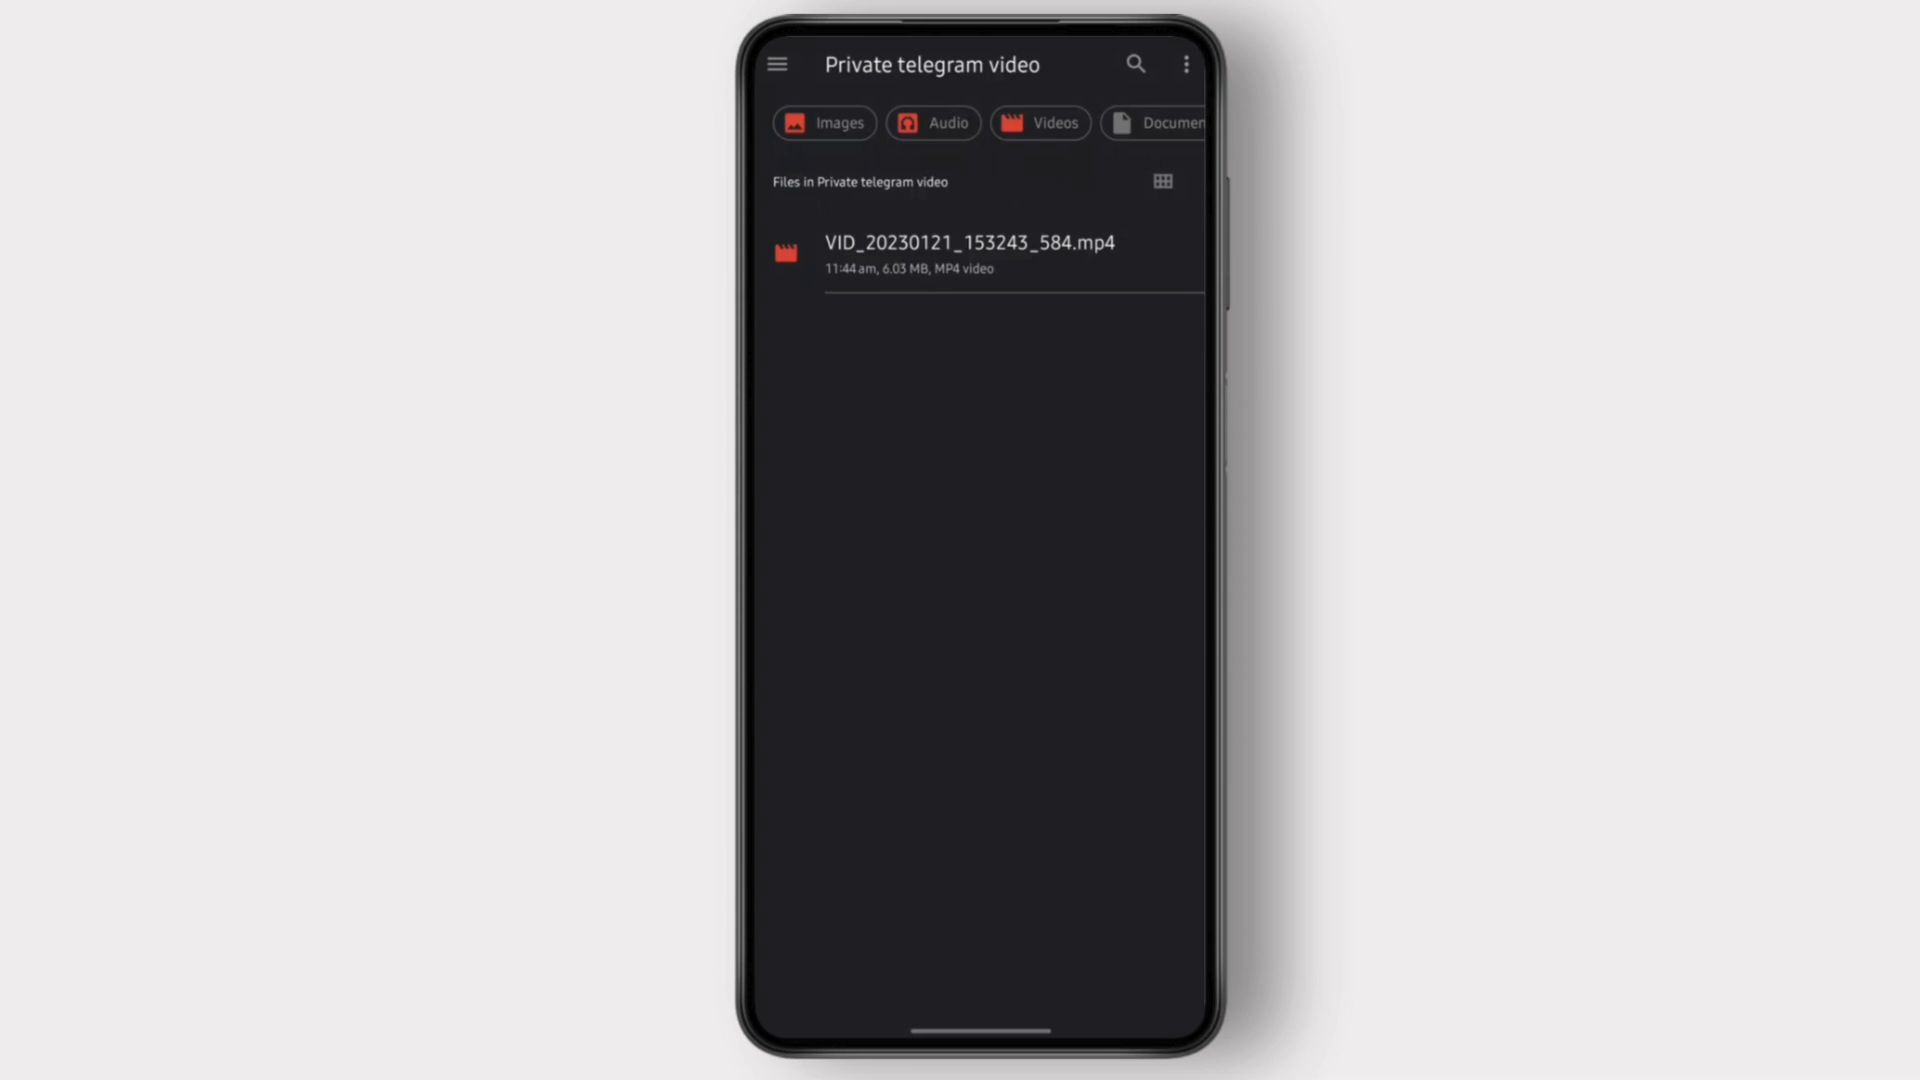 Private telegram video
Images
Audio
Videos
Documen
Files in Private telegram video
VID_20230121_153243_584.mp4
11:44 am, 6.03 MB, MP4 video